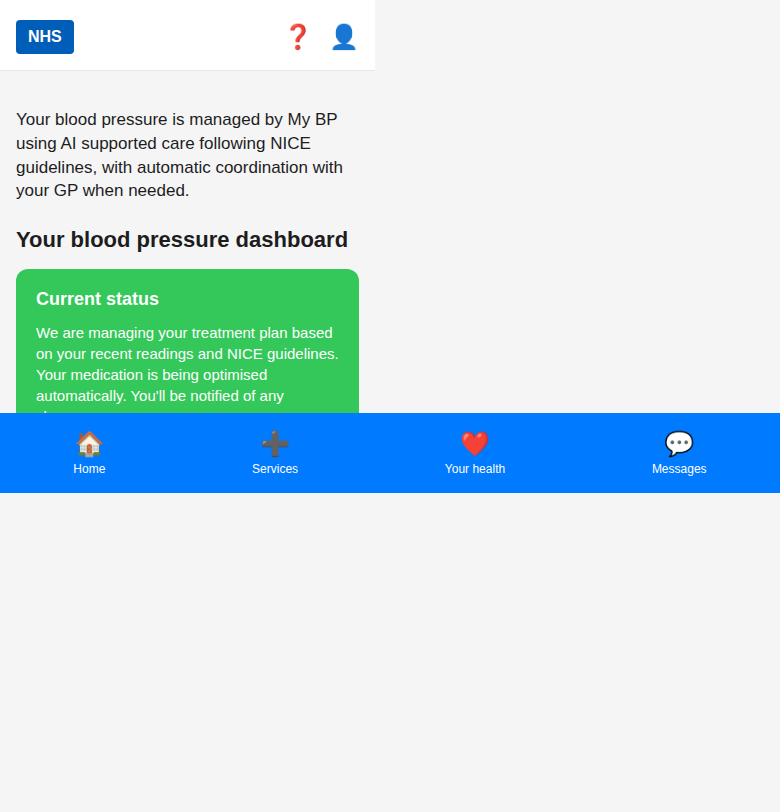 NHS
Your blood pressure is managed by My BP
using AI supported care following NICE
guidelines, with automatic coordination with
your GP when needed.
Your blood pressure dashboard
Current status
We are managing your treatment plan based
on your recent readings and NICE guidelines.
Your medication is being optimised
automatically. You'll be notified of any
Home
Services
Your health
Messages